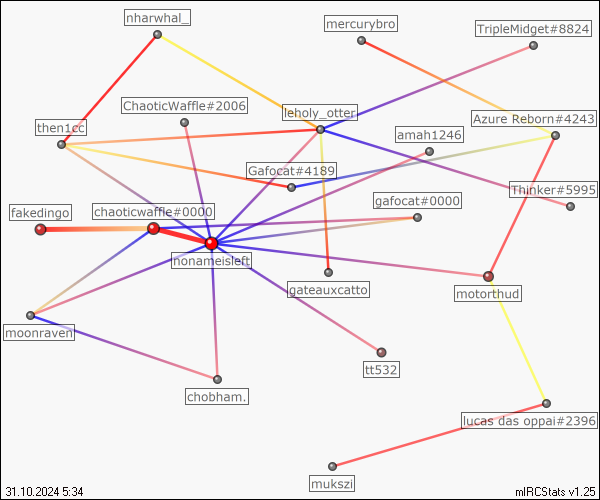 nharwhal_
mercurybro
TripleMidget#8824
ChaoticWaffle#2006
leholy_otter
Azure Reborn#4243
then1cc
amah1246
Gafocat#4189
Thinker#5995
fakedingo
chaoticwaffle#0000
gafocat#0000
nonameisleft
gateauxcatto
motorthud
moonraven
tt532
chobham.
lucas das oppai#2396
mukszi
31.10.2024 5:34
mIRCStats v1.25